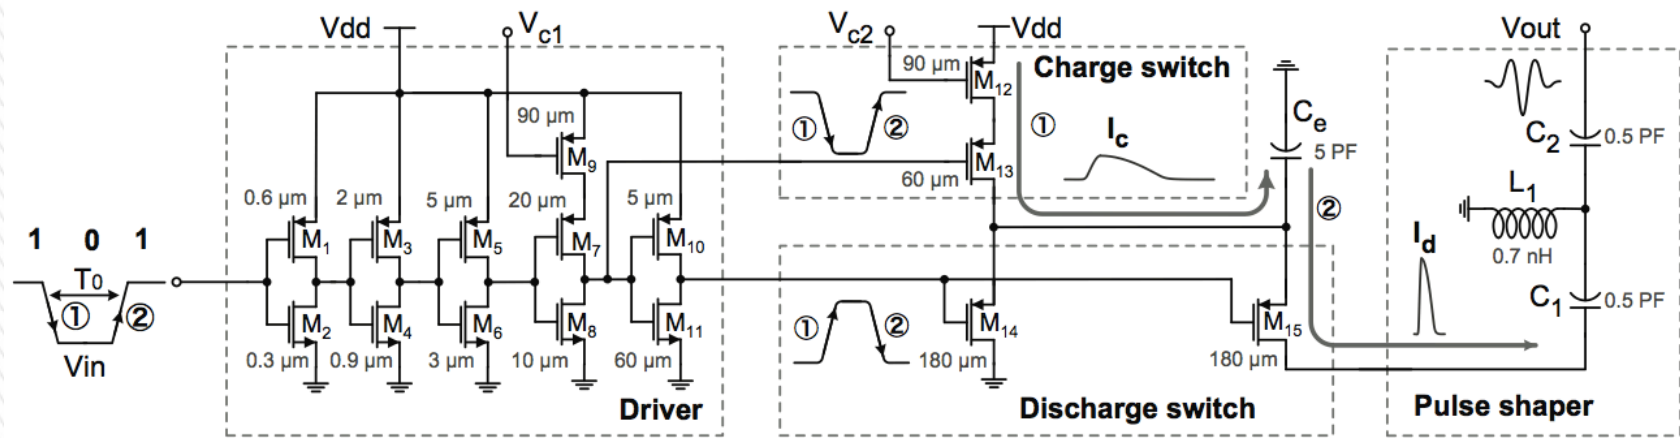 Vdd
Vc1
Vc2
Vdd
Vout
90 µm
M12
Charge switch
①
②
①
Ic
Ce
5 PF
C2
0.5 PF
90 µm
M9
M13
60 µm
0.6 µm
2 µm
5 µm
20 µm
5 µm
②
L1
0.7 nH
1 0 1
T0
①
②
Vin
M1
M3
M5
M7
M10
Id
C1
0.5 PF
M2
M4
M6
M8
M11
①
②
M14
M15
0.3 µm
0.9 µm
3 µm
10 µm
60 µm
180 µm
180 µm
Driver
Discharge switch
Pulse shaper